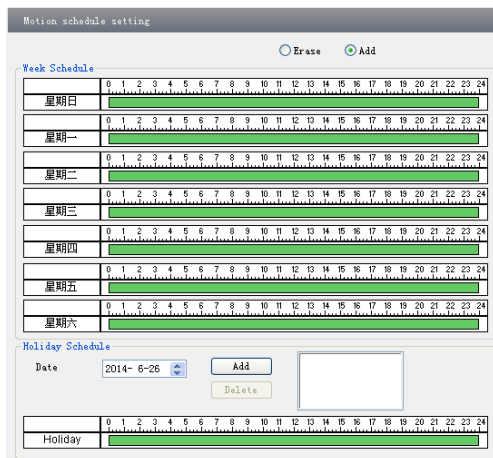 Motion schedule setting
Erase Add
Week Schedule
0 1 2 3 4 5 6 7 8 9 10 11 12 13 14 15 16 17 18 19 20 21 22 23 24
星期日
0 1 2 3 4 5 6 7 8 9 10 11 12 13 14 15 16 17 18 19 20 21 22 23 24
星期一
0 1 2 3 4 5 6 7 8 9 10 11 12 13 14 15 16 17 18 19 20 21 22 23 24
星期二
0 1 2 3 4 5 6 7 8 9 10 11 12 13 14 15 16 17 18 19 20 21 22 23 24
星期三
0 1 2 3 4 5 6 7 8 9 10 11 12 13 14 15 16 17 18 19 20 21 22 23 24
星期四
0 1 2 3 4 5 6 7 8 9 10 11 12 13 14 15 16 17 18 19 20 21 22 23 24
星期五
0 1 2 3 4 5 6 7 8 9 10 11 12 13 14 15 16 17 18 19 20 21 22 23 24
星期六
Holiday Schedule
Date 2014- 6-26 Add
Delete
0 1 2 3 4 5 6 7 8 9 10 11 12 13 14 15 16 17 18 19 20 21 22 23 24
Holiday